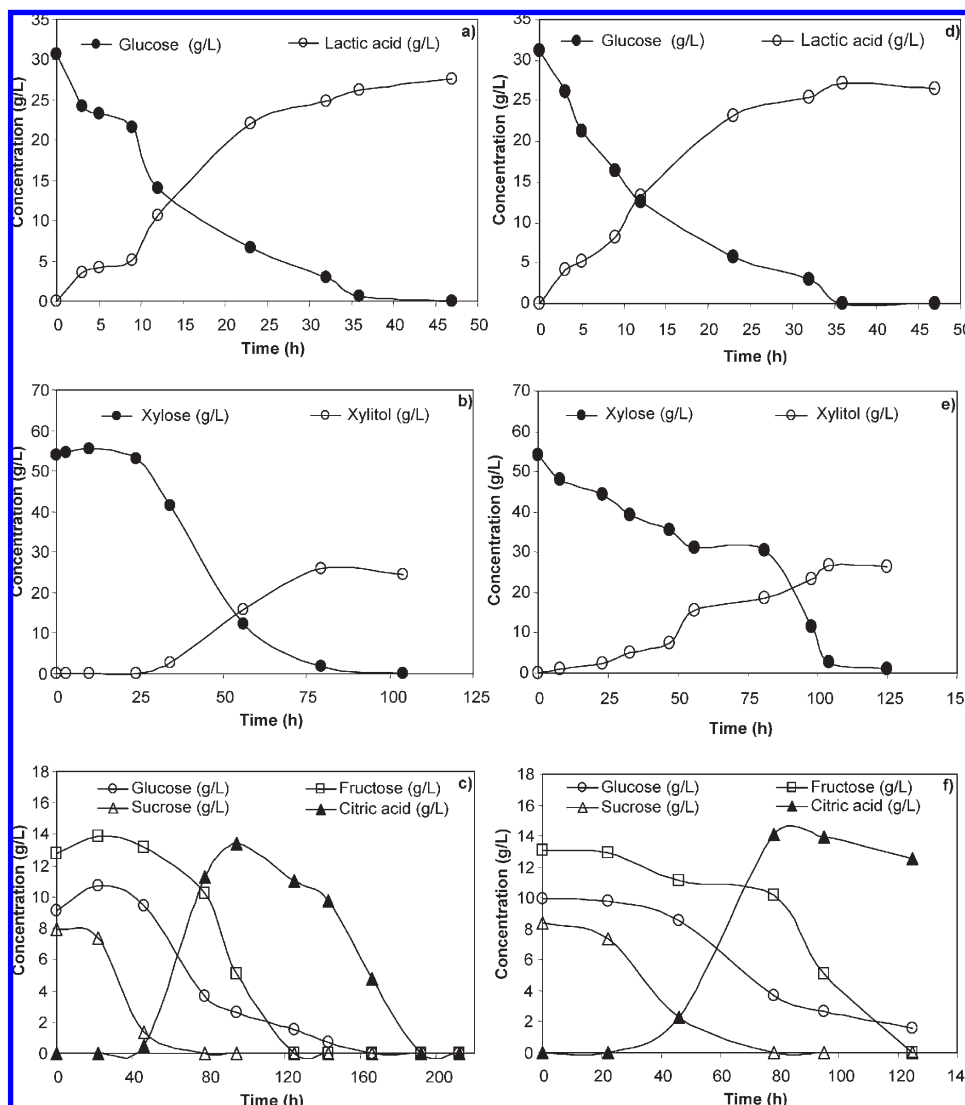 a)
Glucose (g/L) Lactic acid (g/L)
Concentration (g/L)
35
30
25
20
15
10
5
0
0 5 10 15 20 25 30 35 40 45 50
Time (h)
d)
Glucose (g/L) Lactic acid (g/L)
Concentration (g/L)
35
30
25
20
15
10
5
0
0 5 10 15 20 25 30 35 40 45 50
Time (h)
b)
Xylose (g/L) Xylitol (g/L)
Concentration (g/L)
70
60
50
40
30
20
10
0
0 25 50 75 100 125
Time (h)
e)
Xylose (g/L) Xylitol (g/L)
Concentration (g/L)
70
60
50
40
30
20
10
0
0 25 50 75 100 125 15
Time (h)
c)
Glucose (g/L) Fructose (g/L)
Sucrose (g/L) Citric acid (g/L)
Concentration (g/L)
18
16
14
12
10
8
6
4
2
0
0 40 80 120 160 200
Time (h)
f)
Glucose (g/L) Fructose (g/L)
Sucrose (g/L) Citric acid (g/L)
Concentration (g/L)
18
16
14
12
10
8
6
4
2
0
0 20 40 60 80 100 120 14
Time (h)